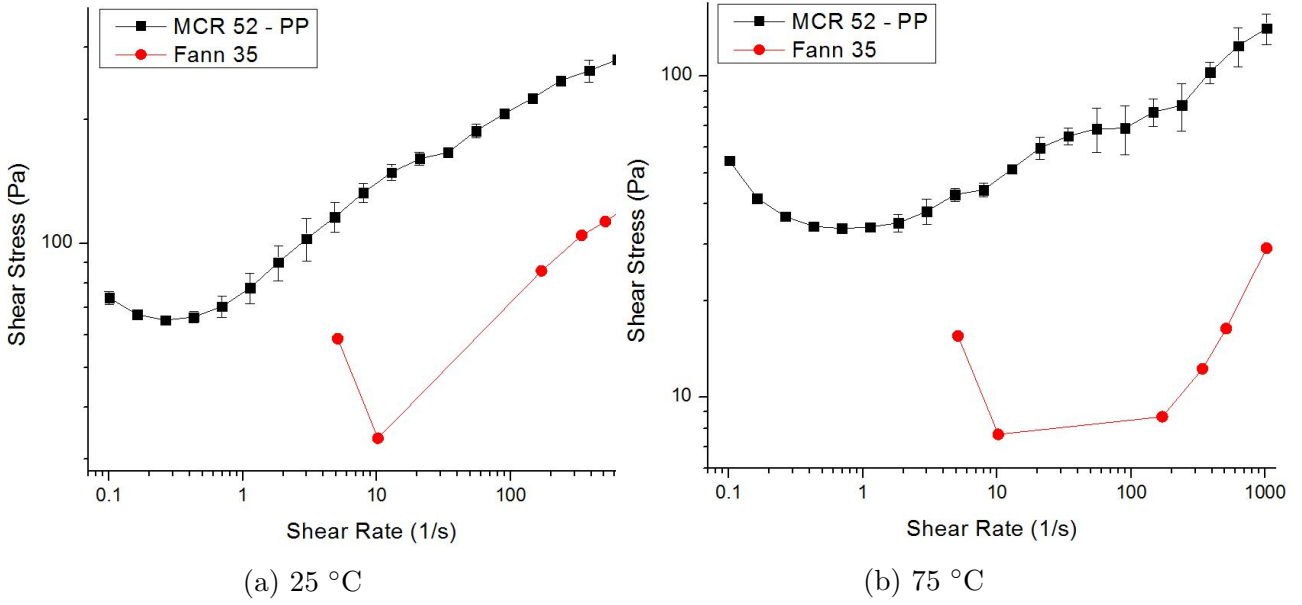 MCR 52 - PP
Fann 35
Shear Stress (Pa)
100
0.1
1
10
100
Shear Rate (1/s)
(a) 25 °C
MCR 52 - PP
Fann 35
Shear Stress (Pa)
100
10
0.1
1
10
100
1000
Shear Rate (1/s)
(b) 75 °C